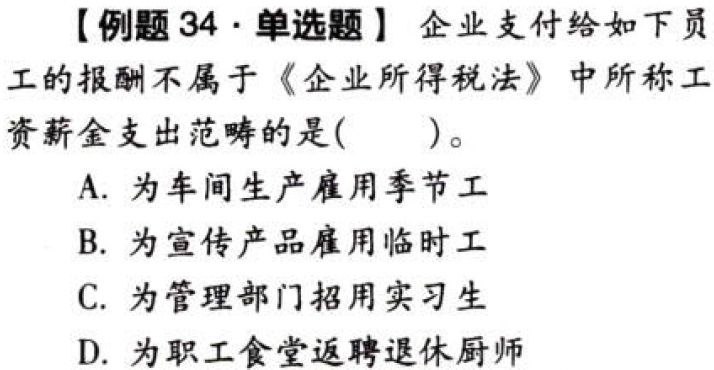 【例题34·单选题】 企业支付给如下员
工的报酬不属于《企业所得税法》中所称工
资薪金支出范畴的是(  )。
A. 为车间生产雇用季节工
B. 为宣传产品雇用临时工
C. 为管理部门招用实习生
D. 为职工食堂返聘退休厨师